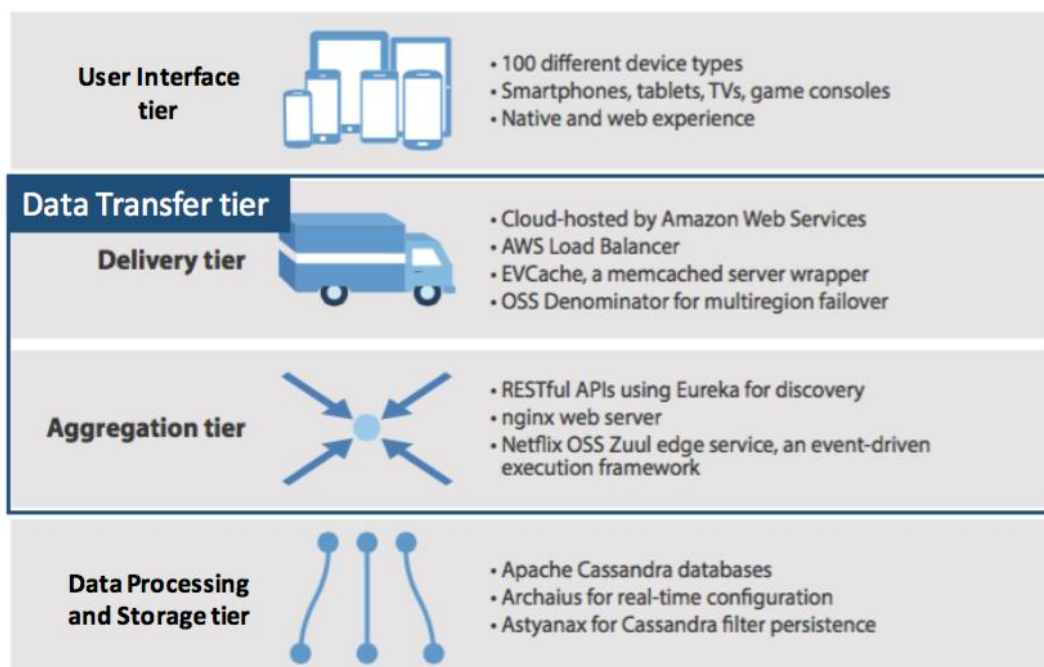 User Interface
tier
• 100 different device types
• Smartphones, tablets, TVs, game consoles
• Native and web experience
Data Transfer tier
Delivery tier
• Cloud-hosted by Amazon Web Services
• AWS Load Balancer
• EVCache, a memcached server wrapper
• OSS Denominator for multiregion failover
Aggregation tier
• RESTful APIs using Eureka for discovery
• nginx web server
• Netflix OSS Zuul edge service, an event-driven
execution framework
Data Processing
and Storage tier
• Apache Cassandra databases
• Archaius for real-time configuration
• Astyanax for Cassandra filter persistence